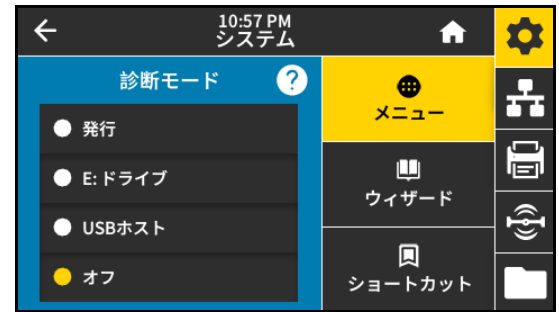 10:57 PM
システム
診断モード
?
メニュー
発行
E: ドライブ
ウィザード
USBホスト
オフ
ショートカット